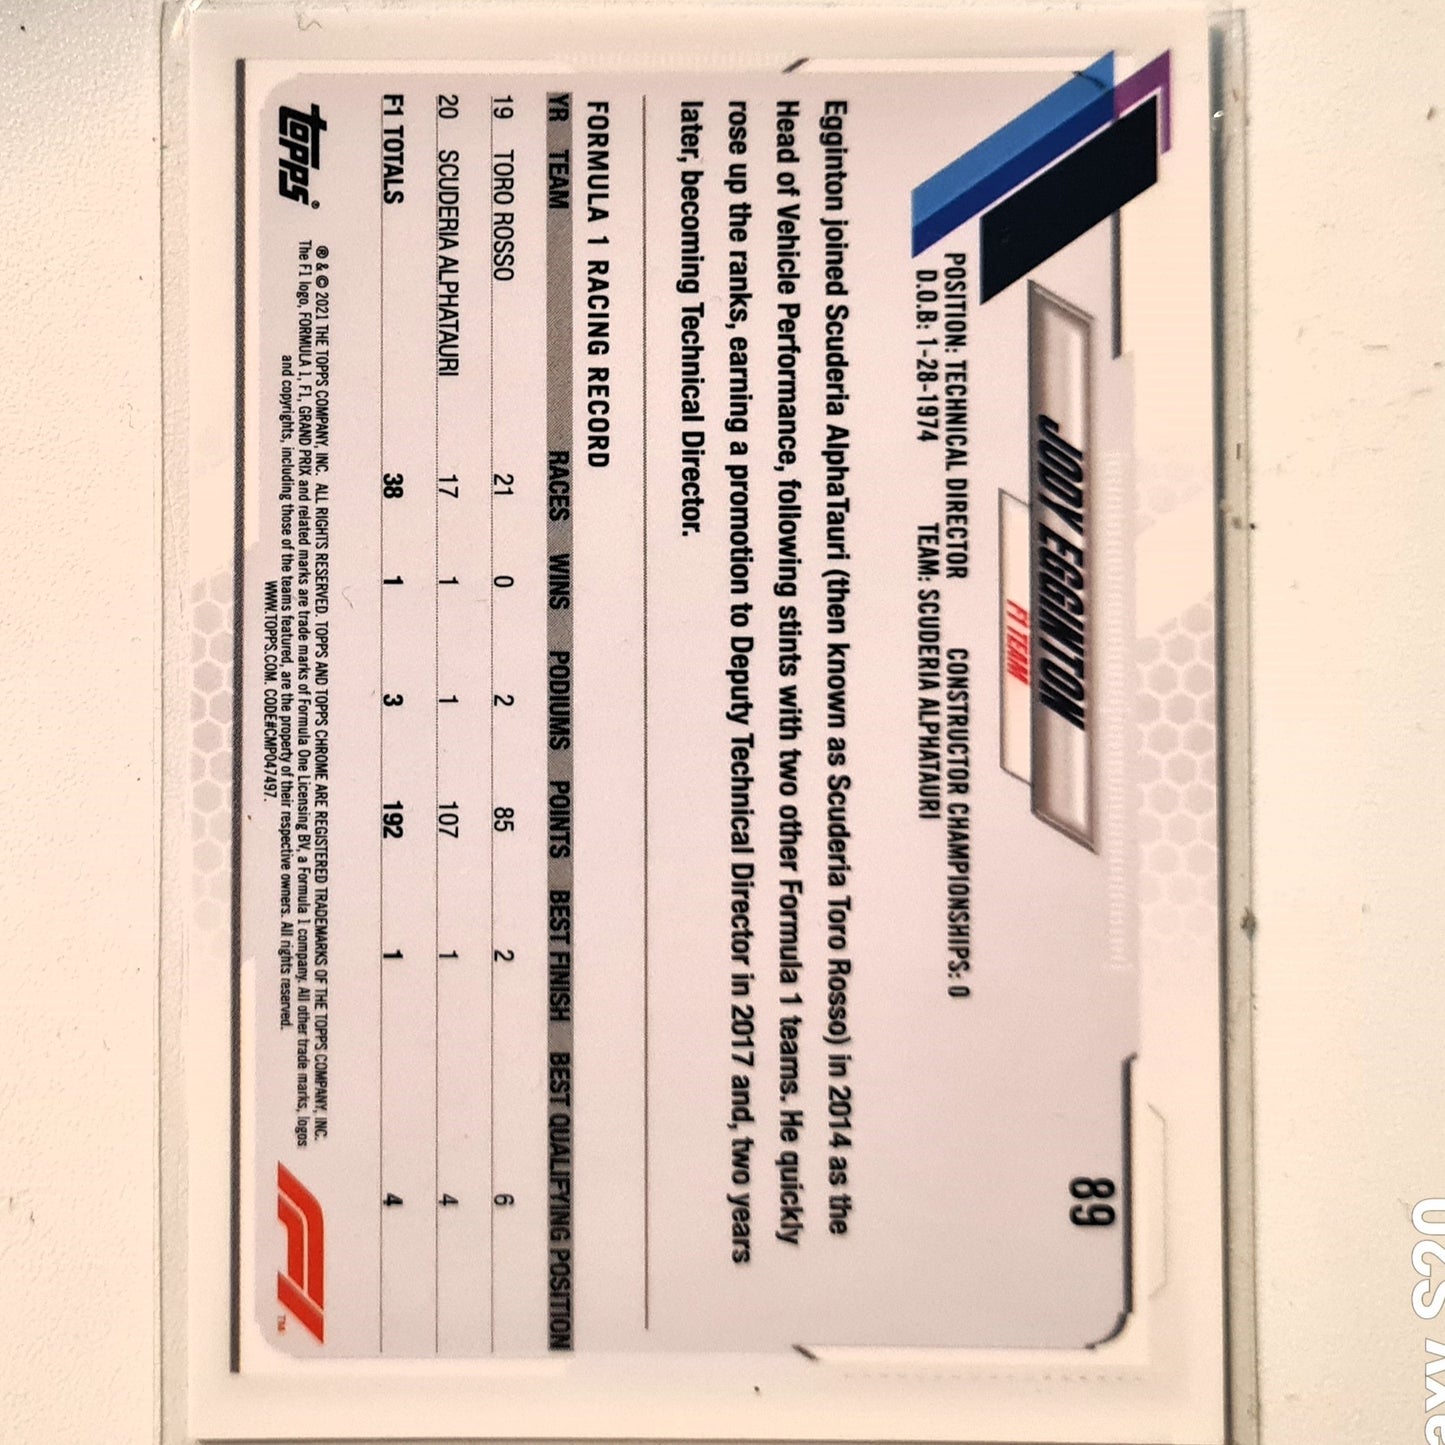 89
JODY EGGINTON
F1 TEAM
POSITION: TECHNICAL DIRECTOR CONSTRUCTOR CHAMPIONSHIPS: 0
D.O.B: 1-28-1974 TEAM: SCUDERIA ALPHATAURI
Egginton joined Scuderia AlphaTauri (then known as Scuderia Toro Rosso) in 2014 as the
Head of Vehicle Performance, following stints with two other Formula 1 teams. He quickly
rose up the ranks, earning a promotion to Deputy Technical Director in 2017 and, two years
later, becoming Technical Director.
FORMULA 1 RACING RECORD
YR TEAM RACES WINS PODIUMS POINTS BEST FINISH BEST QUALIFYING POSITION
19 TORO ROSSO 21 0 2 85 2 6
20 SCUDERIA ALPHATAURI 17 1 1 107 1 4
F1 TOTALS 38 1 3 192 1 4
topps®
® & © 2021 THE TOPPS COMPANY, INC. ALL RIGHTS RESERVED. TOPPS AND TOPPS CHROME ARE REGISTERED TRADEMARKS OF THE TOPPS COMPANY, INC.
The F1 logo, FORMULA 1, F1, GRAND PRIX and related marks are trade marks of Formula One Licensing BV, a Formula 1 company. All other trade marks, logos
and copyrights, including those of the teams featured, are the property of their respective owners. All rights reserved.
WWW.TOPPS.COM. CODE#CMP047497.
F1 ™